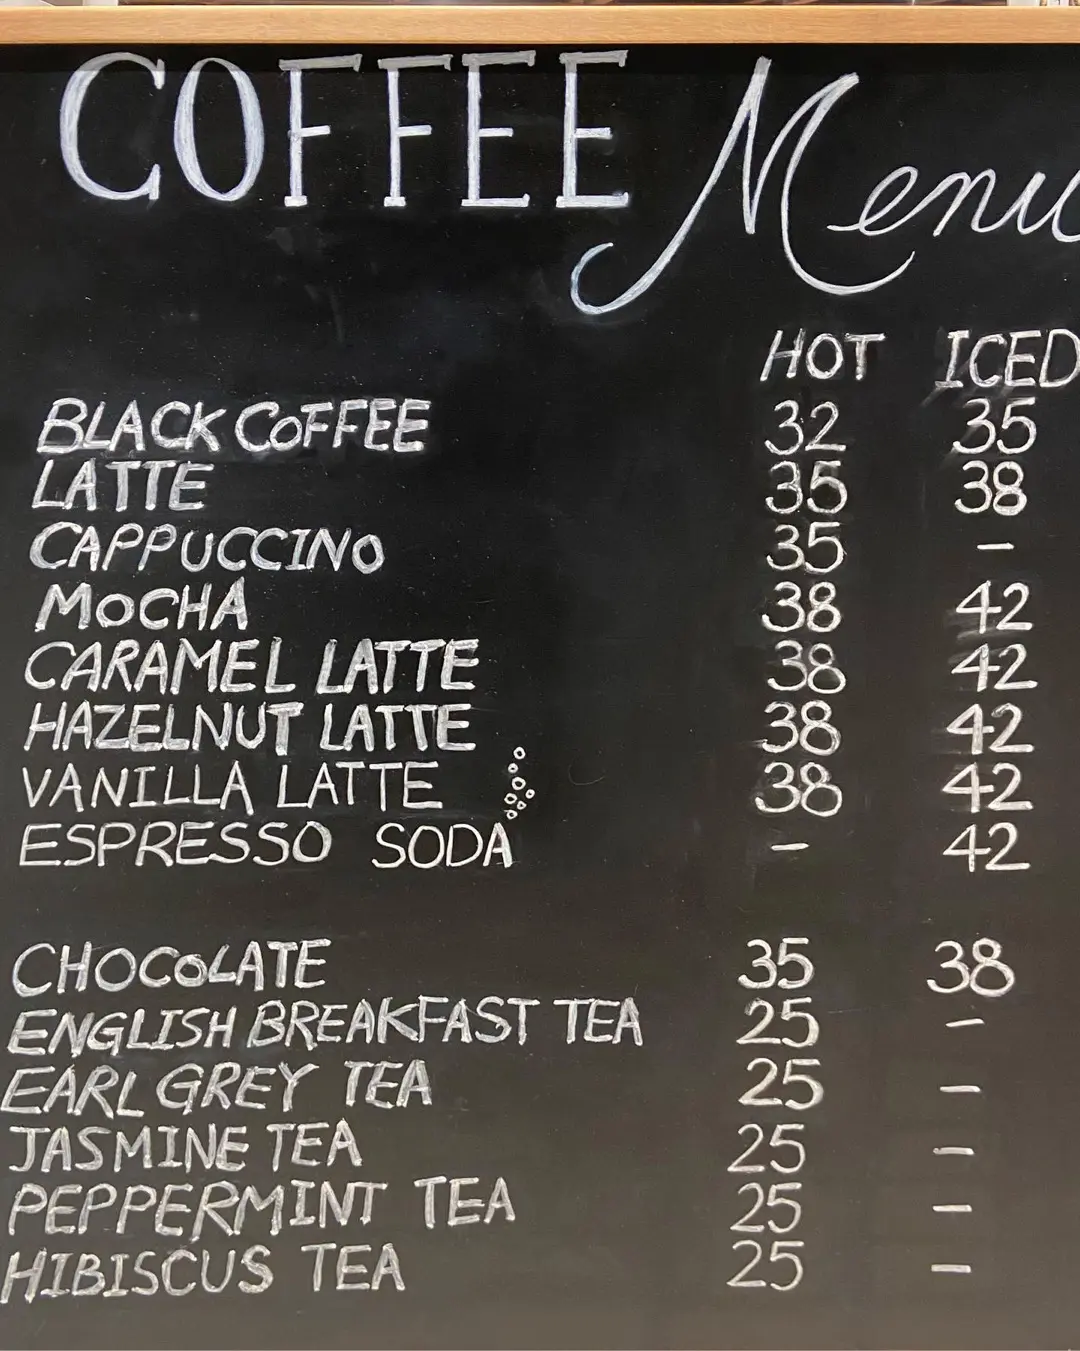 COFFEE Menu
HOT ICED
BLACK COFFEE 32 35
LATTE 35 38
CAPPUCCINO 35 -
MOCHA 38 42
CARAMEL LATTE 38 42
HAZELNUT LATTE 38 42
VANILLA LATTE 38 42
ESPRESSO SODA - 42
CHOCOLATE 35 38
ENGLISH BREAKFAST TEA 25 -
EARL GREY TEA 25 -
JASMINE TEA 25 -
PEPPERMINT TEA 25 -
HIBISCUS TEA 25 -